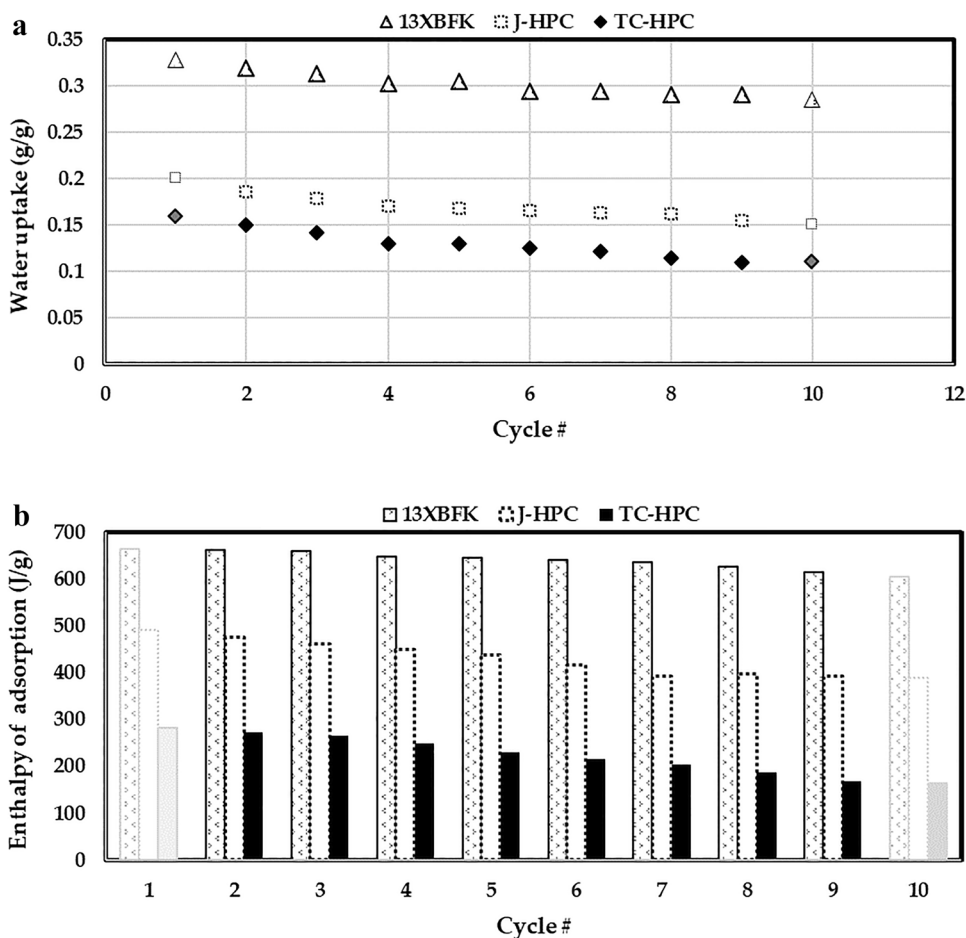 a
13XBFK J-HPC TC-HPC
0.35
0.3
0.25
0.2
0.15
0.1
0.05
0
Water uptake (g/g)
0 2 4 6 8 10 12
Cycle #
b
13XBFK J-HPC TC-HPC
700
600
500
400
300
200
100
0
Enthalpy of adsorption (J/g)
1 2 3 4 5 6 7 8 9 10
Cycle #